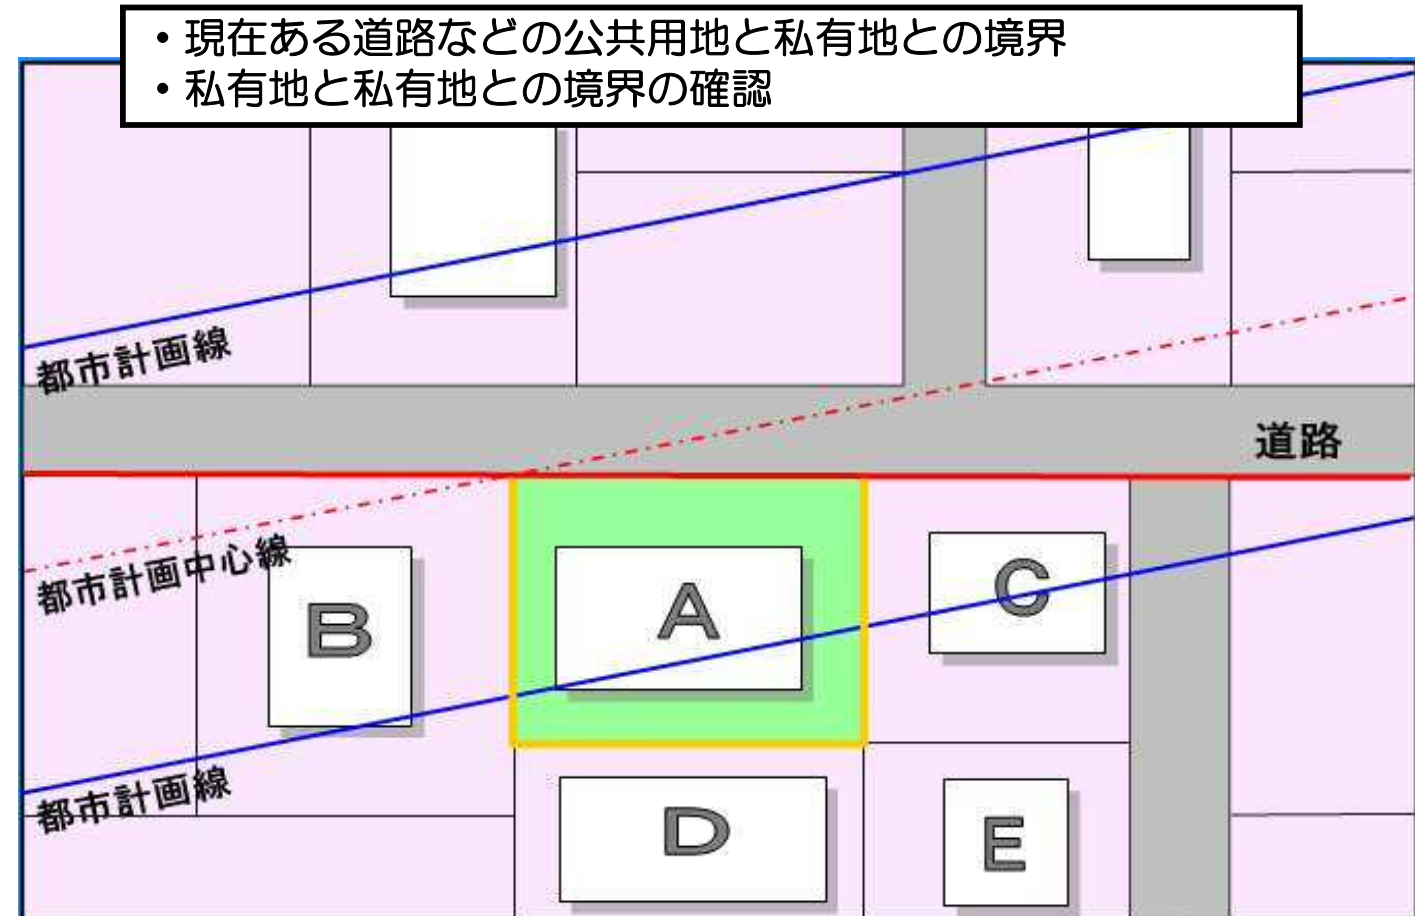 ・現在ある道路などの公共用地と私有地との境界
・私有地と私有地との境界の確認
都市計画線
道路
都市計画中心線
B
A
C
都市計画線
D
E